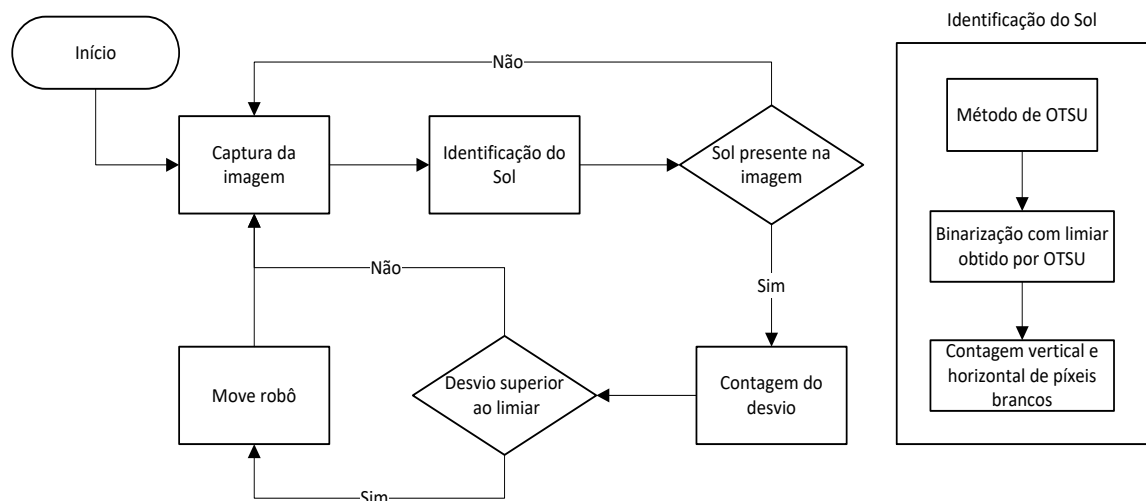 Início
Identificação do Sol
Não
Captura da
imagem
Identificação do
Sol
Sol presente na
imagem
Método de OTSU
Binarização com limiar
obtido por OTSU
Não
Sim
Move robô
Desvio superior
ao limiar
Contagem do
desvio
Contagem vertical e
horizontal de píxeis
brancos
Sim